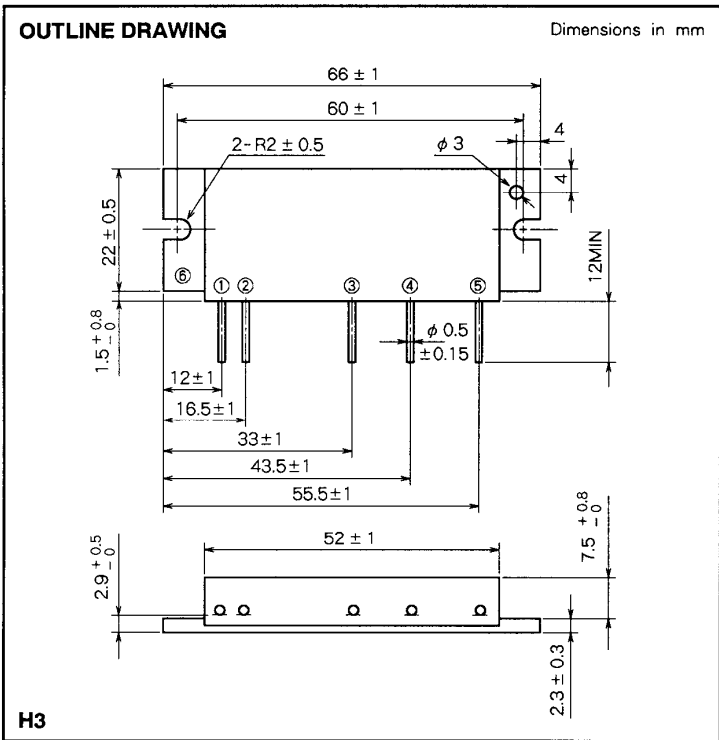 OUTLINE DRAWING
Dimensions in mm
66 ± 1
60 ± 1
4
2-R2 ± 0.5
φ 3
4
22 ± 0.5
12MIN
⑥ ① ② ③ ④ ⑤
1.5 +0.8 -0
φ 0.5
±0.15
12±1
16.5±1
33±1
43.5±1
55.5±1
52 ± 1
2.9 +0.5 -0
7.5 +0.8 -0
2.3 ± 0.3
H3